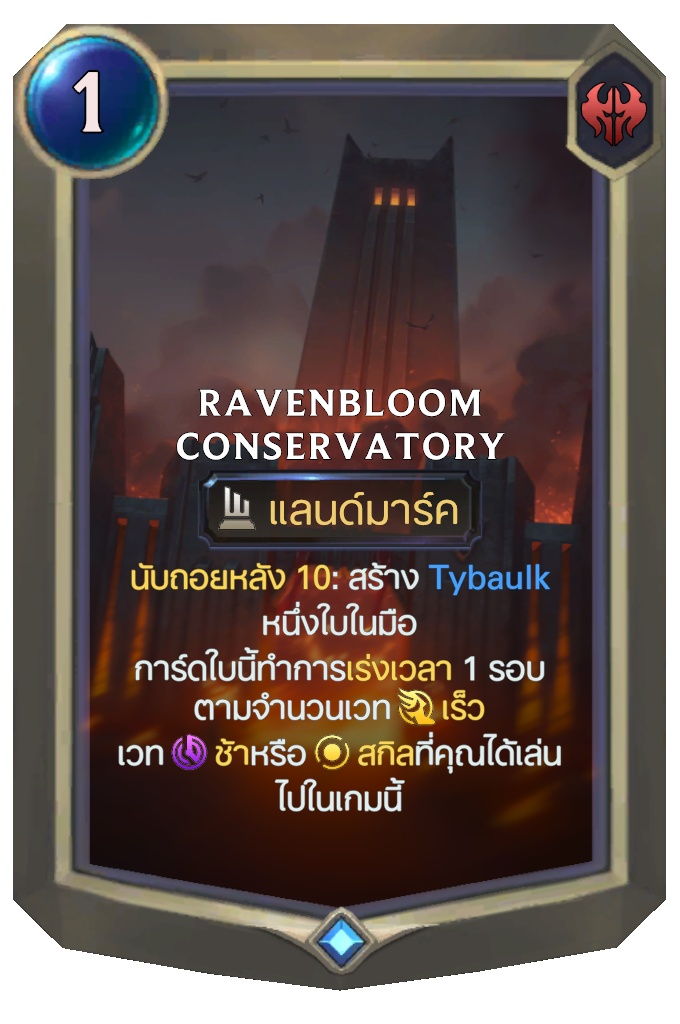 1
RAVENBLOOM
CONSERVATORY
แลนด์มาร์ค
นับถอยหลัง 10: สร้าง Tybaulk
หนึ่งใบในมือ
การ์ดใบนี้ทำการเร่งเวลา 1 รอบ
ตามจำนวนเวท เร็ว
เวท ช้าหรือ สกิลที่คุณได้เล่น
ไปในเกมนี้